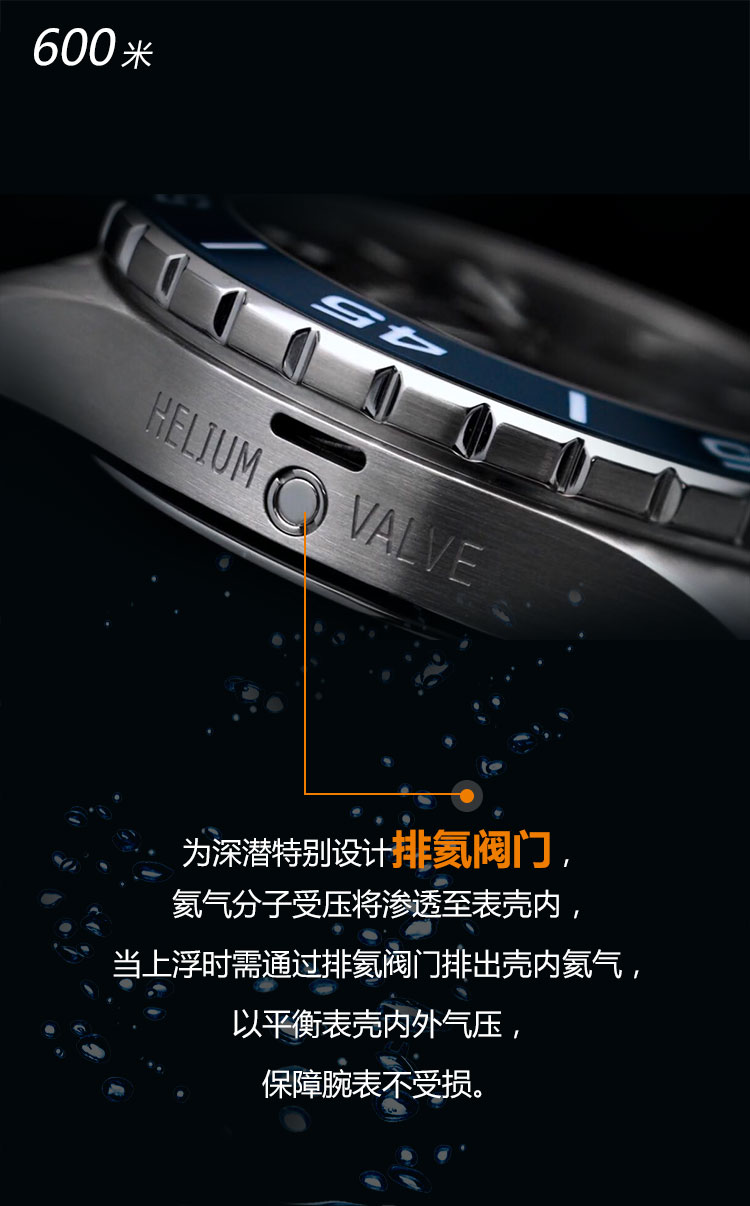 600 米
45
HELIUM VALVE
为深潜特别设计排氦阀门，
氦气分子受压将渗透至表壳内，
当上浮时需通过排氦阀门排出壳内氦气，
以平衡表壳内外气压，
保障腕表不受损。